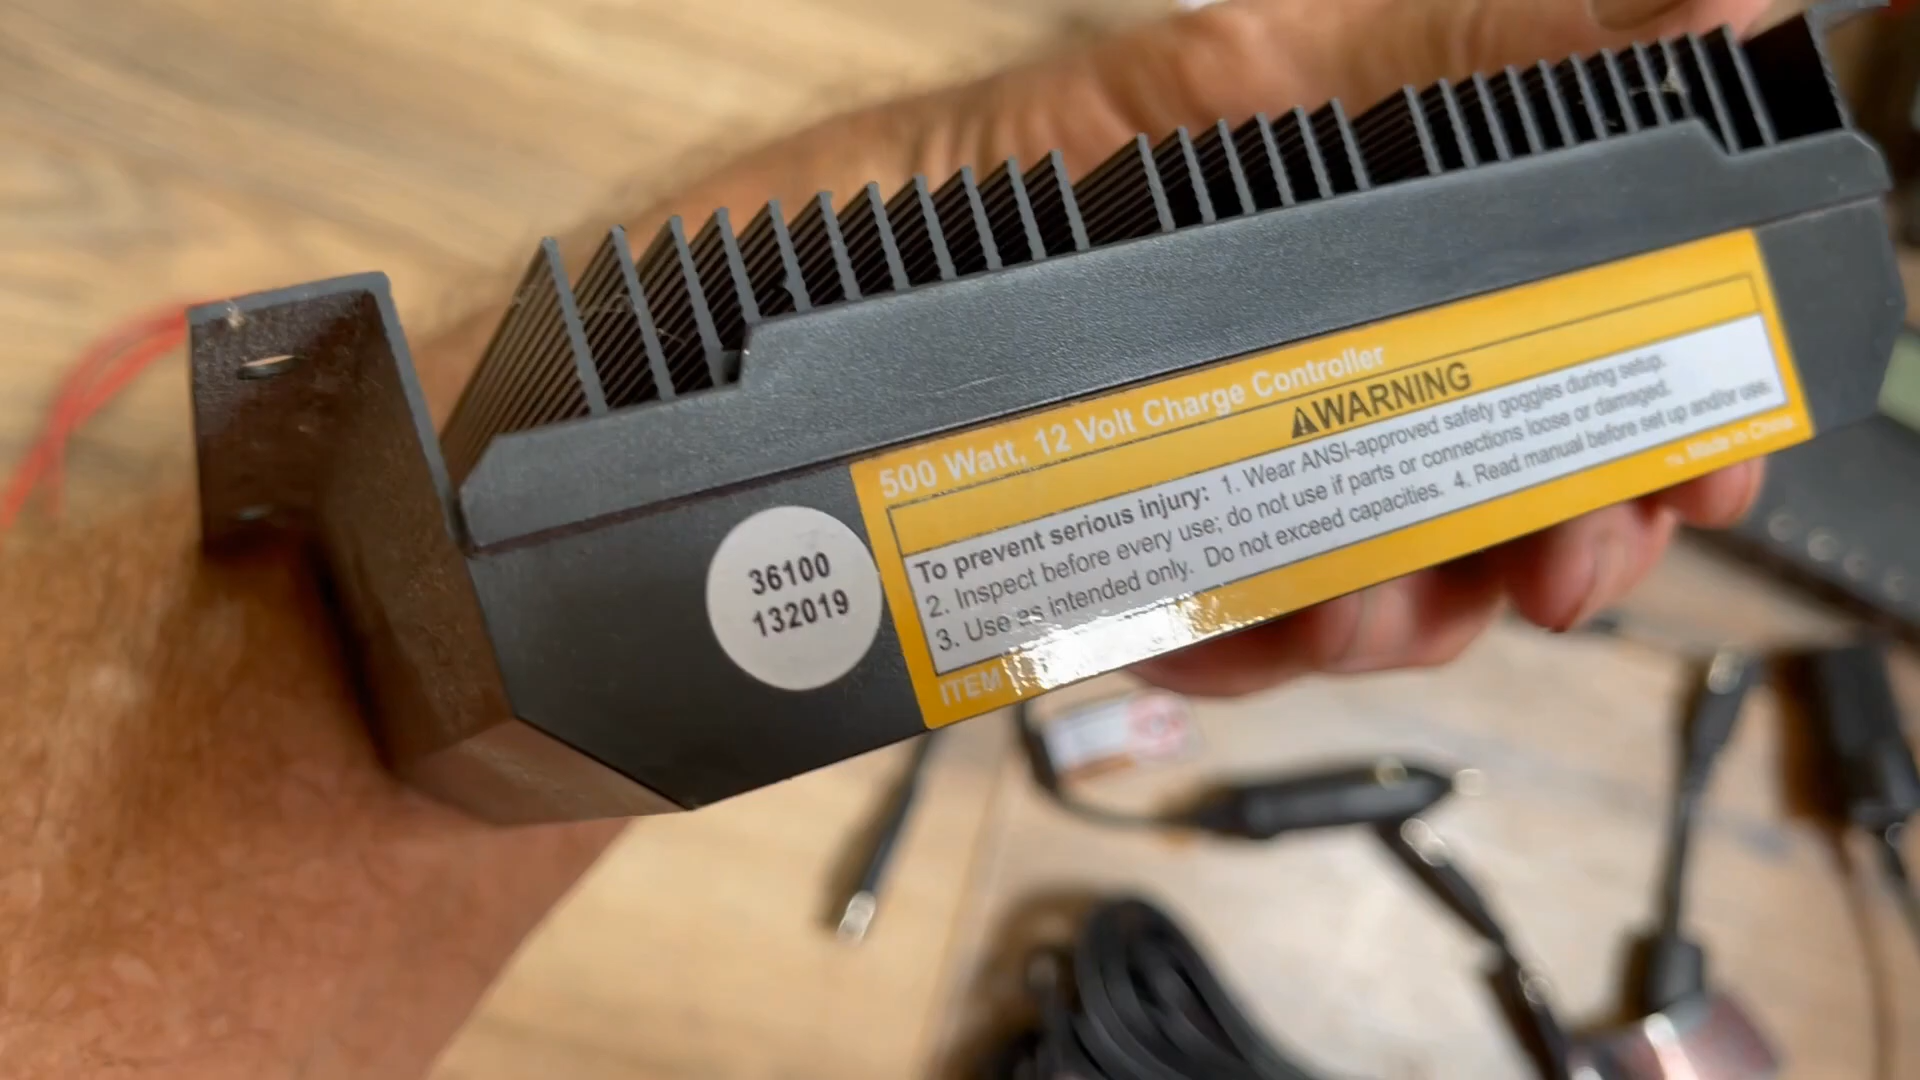 500 Watt, 12 Volt Charge Controller
WARNING
To prevent serious injury: 1. Wear ANSI-approved safety goggles during setup.
2. Inspect before every use; do not use if parts or connections loose or damaged.
3. Use as intended only. Do not exceed capacities. 4. Read manual before set up and/or use.
ITEM
Made in China
36100
132019